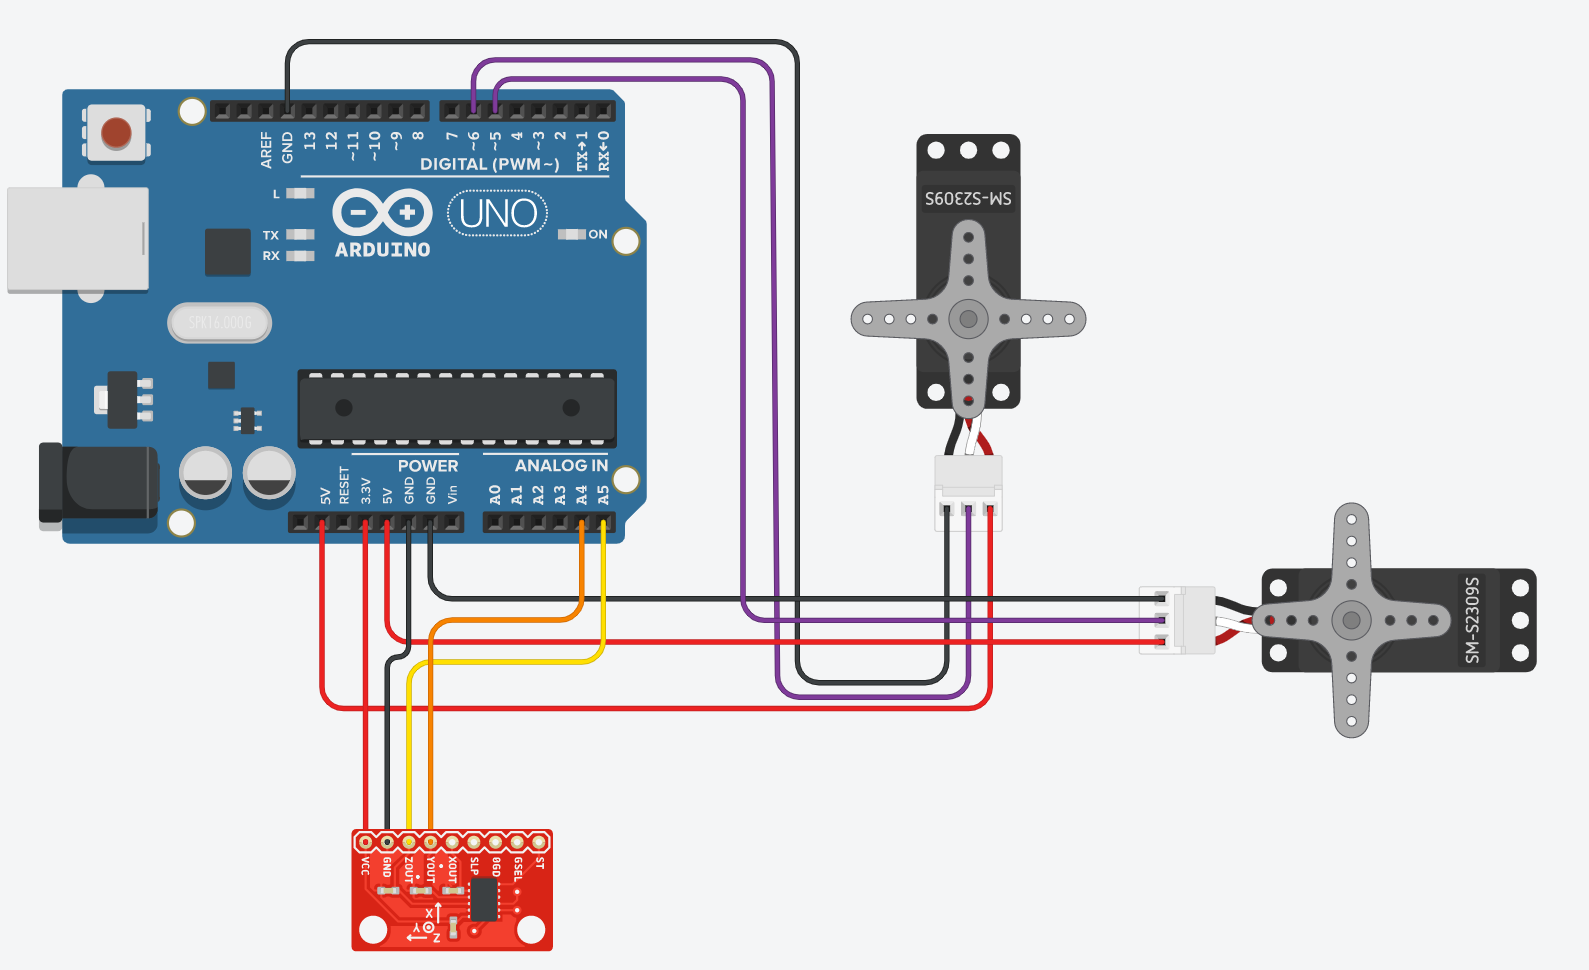 AREF GND 13 12 ~11 ~10 ~9 8 7 ~6 ~5 4 ~3 2 TX→1 RX←0
DIGITAL (PWM ~)
L
TX
RX
UNO
ARDUINO
ON
SPK16.000G
POWER
ANALOG IN
5V RESET 3.3V 5V GND GND Vin A0 A1 A2 A3 A4 A5
SM-S2309S
SM-S2309S
VCC GND ZOUT YOUT XOUT SLP 0GD GSEL ST
X
Y
Z